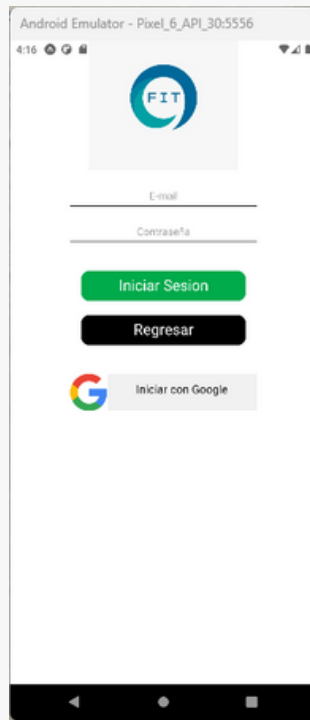 Android Emulator - Pixel_6_API_30:5556
4:16
FIT
E-mail
Contraseña
Iniciar Sesion
Regresar
Iniciar con Google